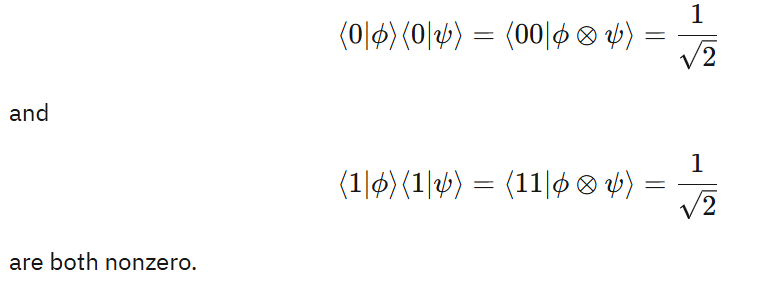 ⟨0|ϕ⟩⟨0|ψ⟩ = ⟨00|ϕ ⊗ ψ⟩ = 1/√2
and
⟨1|ϕ⟩⟨1|ψ⟩ = ⟨11|ϕ ⊗ ψ⟩ = 1/√2
are both nonzero.